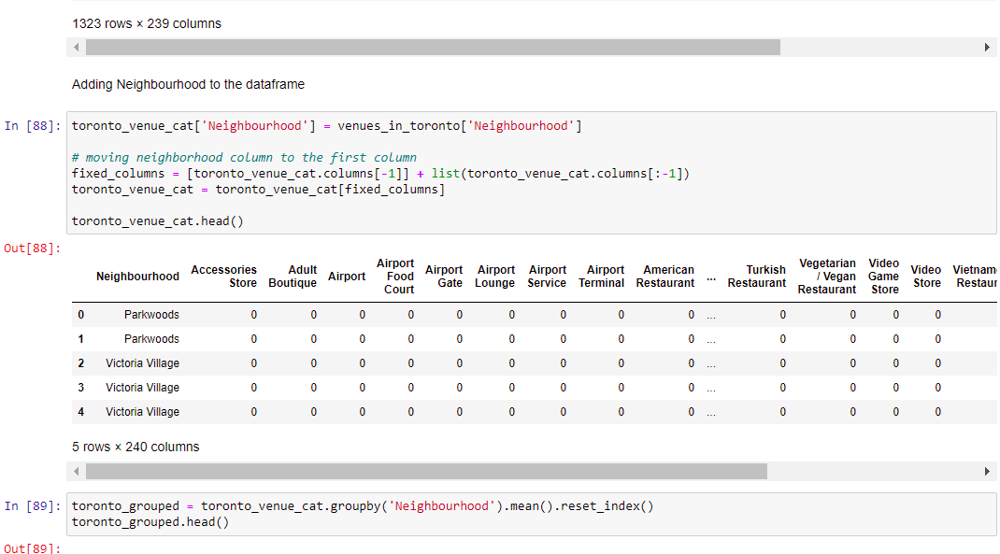 1323 rows × 239 columns
Adding Neighbourhood to the dataframe
In [88]: toronto_venue_cat['Neighbourhood'] = venues_in_toronto['Neighbourhood']
# moving neighborhood column to the first column
fixed_columns = [toronto_venue_cat.columns[-1]] + list(toronto_venue_cat.columns[:-1])
toronto_venue_cat = toronto_venue_cat[fixed_columns]
toronto_venue_cat.head()
Out[88]:
Neighbourhood Accessories Store Adult Boutique Airport Airport Food Court Airport Gate Airport Lounge Airport Service Airport Terminal American Restaurant ... Turkish Restaurant Vegetarian / Vegan Restaurant Video Game Store Video Store Vietnam Restaur
0 Parkwoods 0 0 0 0 0 0 0 0 0 ... 0 0 0 0
1 Parkwoods 0 0 0 0 0 0 0 0 0 ... 0 0 0 0
2 Victoria Village 0 0 0 0 0 0 0 0 0 ... 0 0 0 0
3 Victoria Village 0 0 0 0 0 0 0 0 0 ... 0 0 0 0
4 Victoria Village 0 0 0 0 0 0 0 0 0 ... 0 0 0 0
5 rows × 240 columns
In [89]: toronto_grouped = toronto_venue_cat.groupby('Neighbourhood').mean().reset_index()
toronto_grouped.head()
Out[89]: